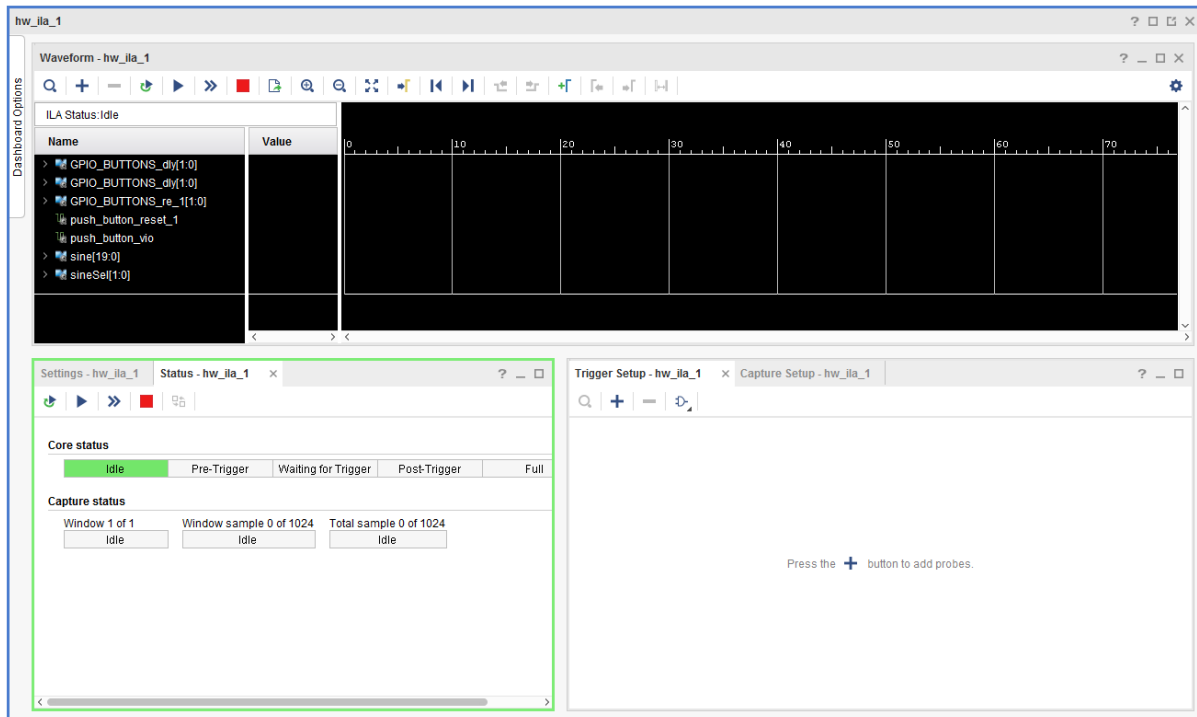 hw_ila_1
Dashboard Options
Waveform - hw_ila_1
ILA Status: Idle
Name Value
0 10 20 30 40 50 60 70
GPIO_BUTTONS_dly[1:0]
GPIO_BUTTONS_dly[1:0]
GPIO_BUTTONS_re_1[1:0]
push_button_reset_1
push_button_vio
sine[19:0]
sineSel[1:0]
Settings - hw_ila_1 Status - hw_ila_1
Core status
Idle Pre-Trigger Waiting for Trigger Post-Trigger Full
Capture status
Window 1 of 1 Window sample 0 of 1024 Total sample 0 of 1024
Idle Idle Idle
Trigger Setup - hw_ila_1 Capture Setup - hw_ila_1
Press the + button to add probes.